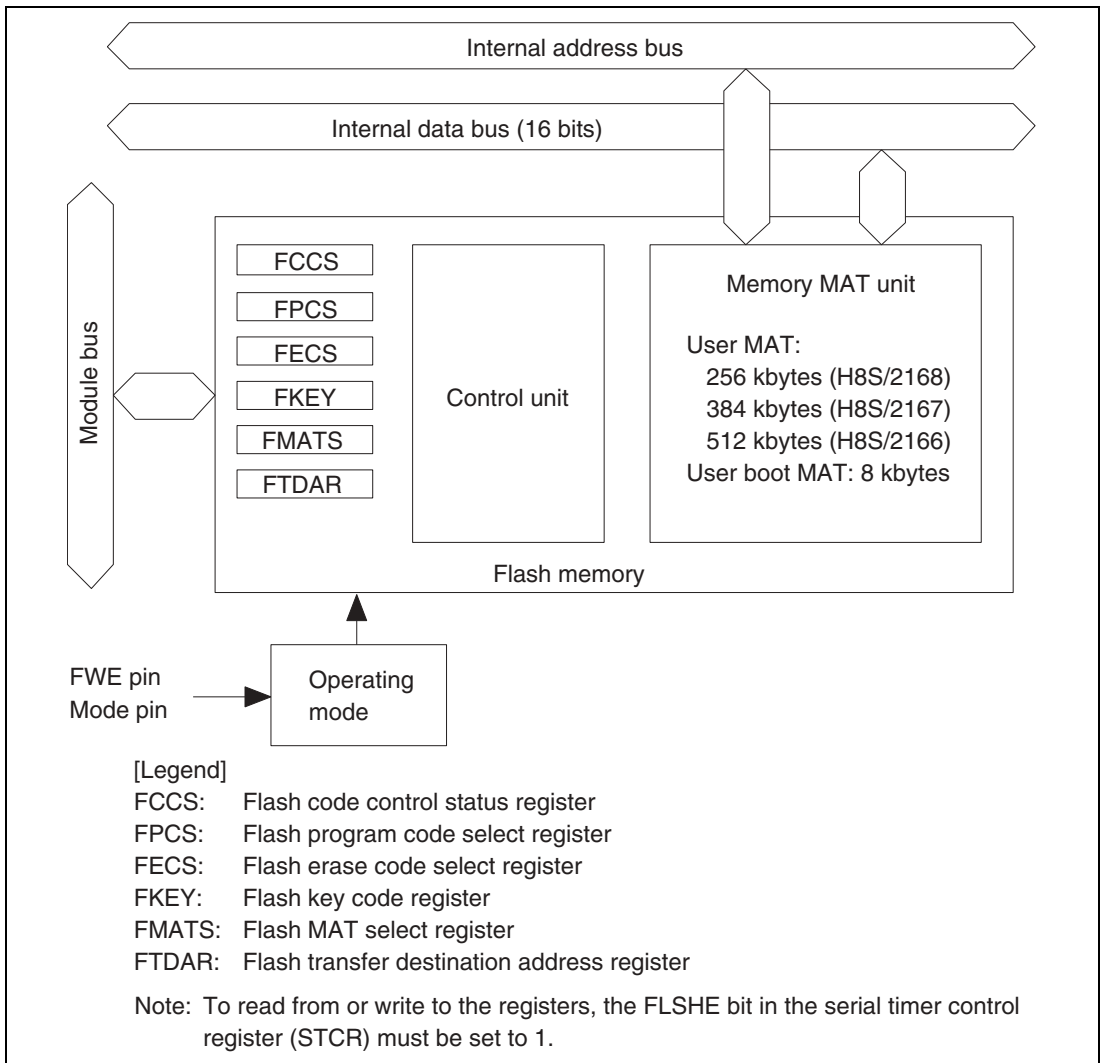 Internal address bus
Internal data bus (16 bits)
Module bus
FCCS
FPCS
FECS
FKEY
FMATS
FTDAR
Control unit
Memory MAT unit
User MAT:
256 kbytes (H8S/2168)
384 kbytes (H8S/2167)
512 kbytes (H8S/2166)
User boot MAT: 8 kbytes
Flash memory
FWE pin
Mode pin
Operating
mode
[Legend]
FCCS: Flash code control status register
FPCS: Flash program code select register
FECS: Flash erase code select register
FKEY: Flash key code register
FMATS: Flash MAT select register
FTDAR: Flash transfer destination address register
Note: To read from or write to the registers, the FLSHE bit in the serial timer control
register (STCR) must be set to 1.